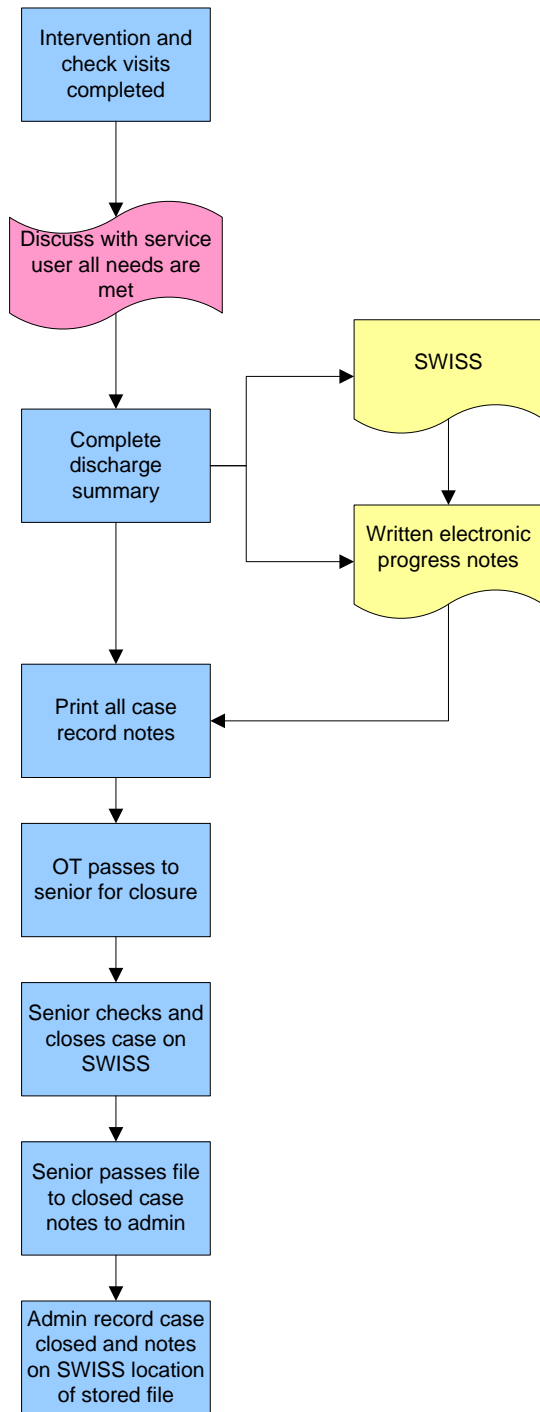 Intervention and
check visits
completed
Discuss with service
user all needs are
met
SWISS
Complete
discharge
summary
Written electronic
progress notes
Print all case
record notes
OT passes to
senior for closure
Senior checks and
closes case on
SWISS
Senior passes file
to closed case
notes to admin
Admin record case
closed and notes
on SWISS location
of stored file